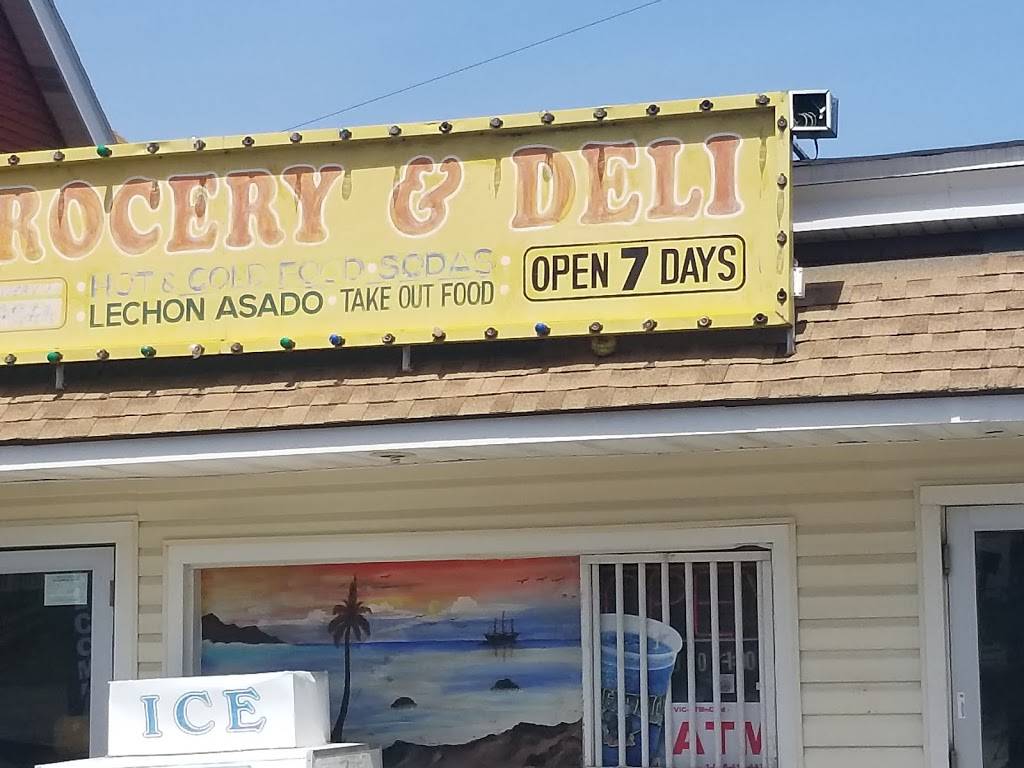 ROCERY & DELI
• HOT & COLD FOOD • SODAS •
• LECHON ASADO • TAKE OUT FOOD •
OPEN 7 DAYS
ICE
ATM